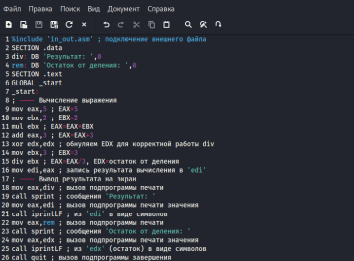 Файл Правка Поиск Вид Документ Справка
1 %include 'in_out.asm' ; подключение внешнего файла
2 SECTION .data
3 div: DB 'Результат: ',0
4 rem: DB 'Остаток от деления: ',0
5 SECTION .text
6 GLOBAL _start
7 _start:
8 ; ---- Вычисление выражения
9 mov eax,5 ; EAX=5
10 mov ebx,2 ; EBX=2
11 mul ebx ; EAX=EAX*EBX
12 add eax,3 ; EAX=EAX+3
13 xor edx,edx ; обнуляем EDX для корректной работы div
14 mov ebx,3 ; EBX=3
15 div ebx ; EAX=EAX/3, EDX=остаток от деления
16 mov edi,eax ; запись результата вычисления в 'edi'
17 ; ---- Вывод результата на экран
18 mov eax,div ; вызов подпрограммы печати
19 call sprint ; сообщения 'Результат: '
20 mov eax,edi ; вызов подпрограммы печати значения
21 call iprintLF ; из 'edi' в виде символов
22 mov eax,rem ; вызов подпрограммы печати
23 call sprint ; сообщения 'Остаток от деления: '
24 mov eax,edx ; вызов подпрограммы печати значения
25 call iprintLF ; из 'edx' (остаток) в виде символов
26 call quit ; вызов подпрограммы завершения